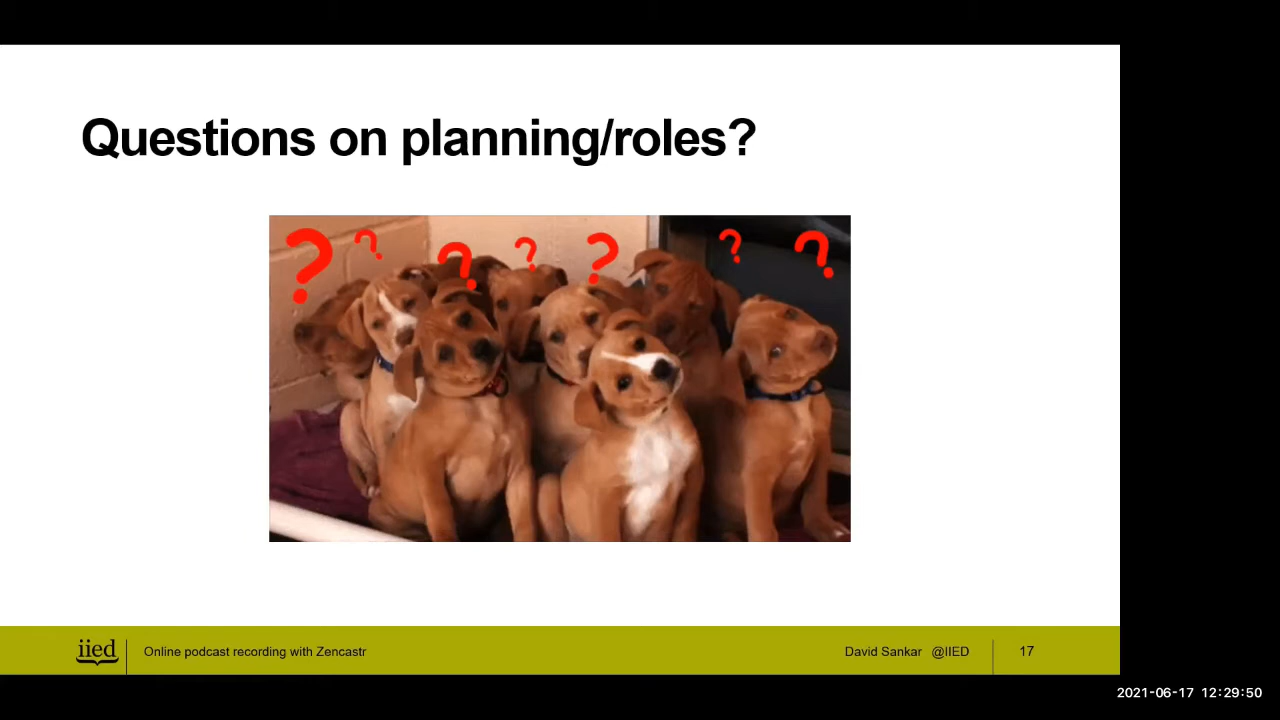 Questions on planning/roles?
? ? ? ? ? ? ?
iied
Online podcast recording with Zencastr
David Sankar @IIED
17
2021-06-17 12:29:50